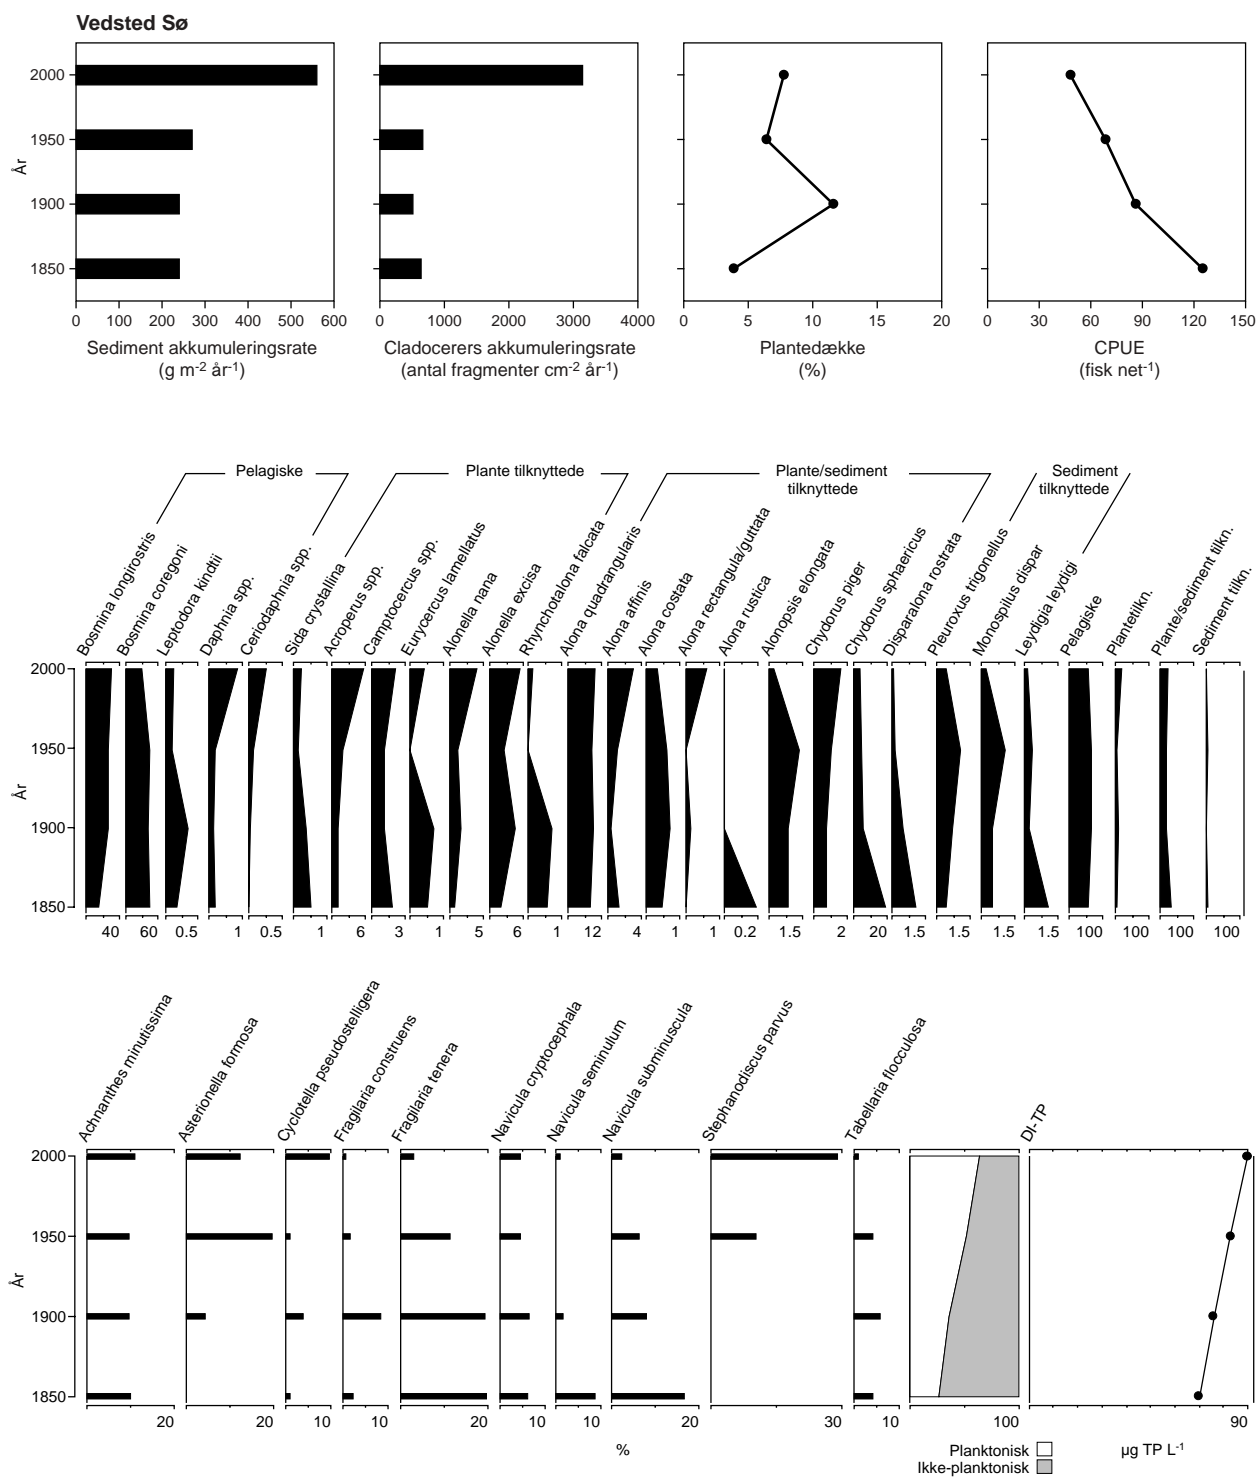 Vedsted Sø
År
2000
1950
1900
1850
0 100 200 300 400 500 600
0 1000 2000 3000 4000
0 5 10 15 20
0 30 60 90 120 150
Sediment akkumuleringsrate
(g m-2 år-1)
Cladocerers akkumuleringsrate
(antal fragmenter cm-2 år-1)
Plantedække
(%)
CPUE
(fisk net-1)
Pelagiske
Plante tilknyttede
Plante/sediment
tilknyttede
Sediment
tilknyttede
Bosmina longirostris
Bosmina coregoni
Leptodora kindtii
Daphnia spp.
Ceriodaphnia spp.
Sida crystallina
Acroperus spp.
Camptocercus spp.
Eurycercus lamellatus
Alonella nana
Alonella excisa
Rhynchotalona falcata
Alona quadrangularis
Alona affinis
Alona costata
Alona rectangula/guttata
Alona rustica
Alonopsis elongata
Chydorus piger
Chydorus sphaericus
Disparalona rostrata
Pleuroxus trigonellus
Monospilus dispar
Leydigia leydigi
Pelagiske
Plantetilkn.
Plante/sediment tilkn.
Sediment tilkn.
År
2000
1950
1900
1850
40 60 0.5 1 0.5 1 6 3 1 5 6 1 12 4 1 1 0.2 1.5 2 20 1.5 1.5 1.5 1.5 100 100 100 100
Achnanthes minutissima
Asterionella formosa
Cyclotella pseudostelligera
Fragilaria construens
Fragilaria tenera
Navicula cryptocephala
Navicula seminulum
Navicula subminuscula
Stephanodiscus parvus
Tabellaria flocculosa
DI-TP
År
2000
1950
1900
1850
20 20 10 10 20 10 10 20 30 10 100 90
%
Planktonisk
Ikke-planktonisk
µg TP L-1